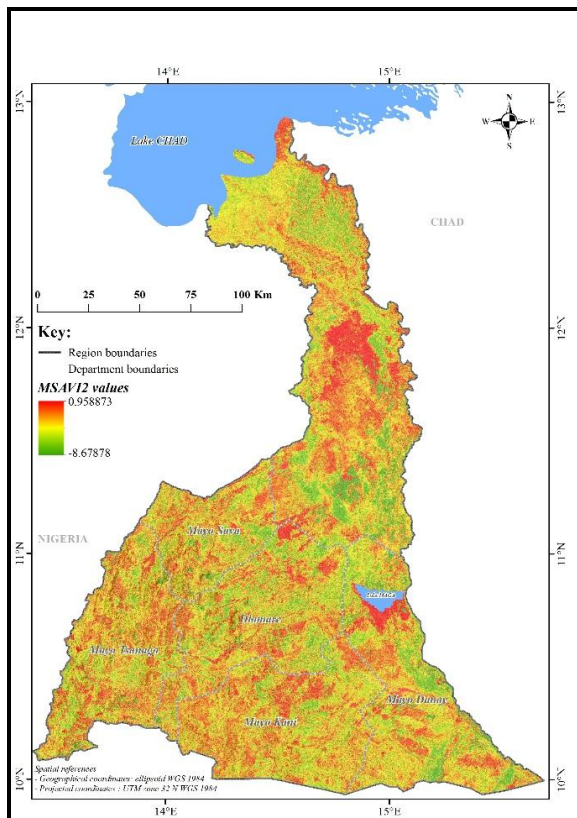 14°E 15°E
13°N 13°N
N
W E
S
Lake CHAD
CHAD
0 25 50 75 100 Km
12°N 12°N
Key:
Region boundaries
Department boundaries
MSAVI2 values
0.958873
-8.67878
NIGERIA
Mayo Sava
11°N 11°N
Diamare
Mayo Tsanaga
Mayo Danay
Mayo Kani
Spatial references
- Geographical coordinates: ellipsoid WGS 1984
- Projected coordinates : UTM zone 32 N WGS 1984
10°N 10°N
14°E 15°E